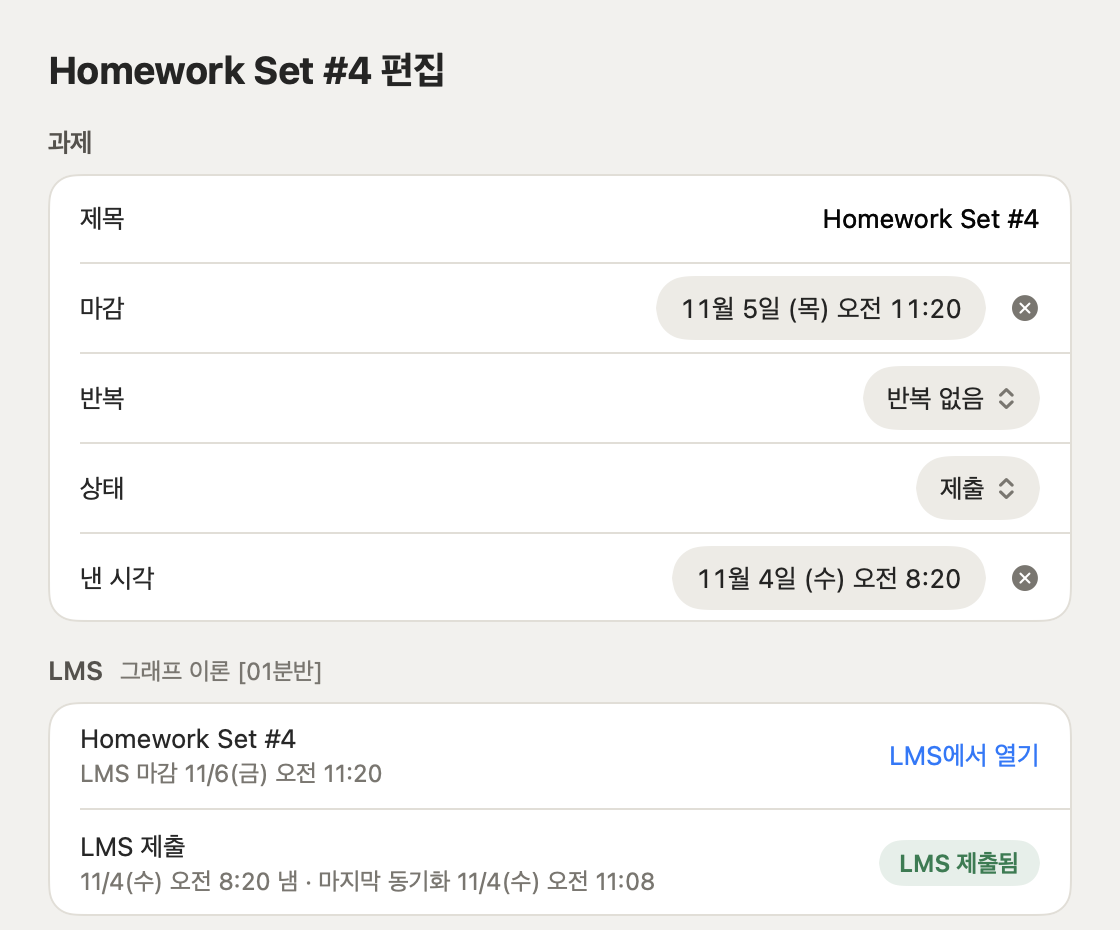 Homework Set #4 편집
과제
제목 Homework Set #4
마감 11월 5일 (목) 오전 11:20
반복 반복 없음
상태 제출
낸 시각 11월 4일 (수) 오전 8:20
LMS 그래프 이론 [01분반]
Homework Set #4
LMS 마감 11/6(금) 오전 11:20
LMS에서 열기
LMS 제출
11/4(수) 오전 8:20 냄 · 마지막 동기화 11/4(수) 오전 11:08
LMS 제출됨